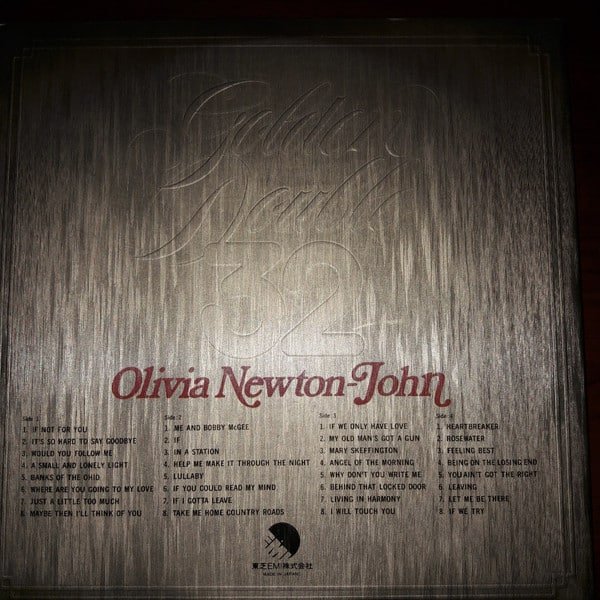 Golden
Double
32
Olivia Newton-John
Side: 1
1. IF NOT FOR YOU
2. IT'S SO HARD TO SAY GOODBYE
3. WOULD YOU FOLLOW ME
4. A SMALL AND LONELY LIGHT
5. BANKS OF THE OHIO
6. WHERE ARE YOU GOING TO MY LOVE
7. JUST A LITTLE TOO MUCH
8. MAYBE THEN I'LL THINK OF YOU
Side: 2
1. ME AND BOBBY McGEE
2. IF
3. IN A STATION
4. HELP ME MAKE IT THROUGH THE NIGHT
5. LULLABY
6. IF YOU COULD READ MY MIND
7. IF I GOTTA LEAVE
8. TAKE ME HOME COUNTRY ROADS
Side: 3
1. IF WE ONLY HAVE LOVE
2. MY OLD MAN'S GOT A GUN
3. MARY SKEFFINGTON
4. ANGEL OF THE MORNING
5. WHY DON'T YOU WRITE ME
6. BEHIND THAT LOCKED DOOR
7. LIVING IN HARMONY
8. I WILL TOUCH YOU
Side: 4
1. HEARTBREAKER
2. ROSEWATER
3. FEELING BEST
4. BEING ON THE LOSING END
5. YOU AIN'T GOT THE RIGHT
6. LEAVING
7. LET ME BE THERE
8. IF WE TRY
東芝EMI株式会社
MADE IN JAPAN